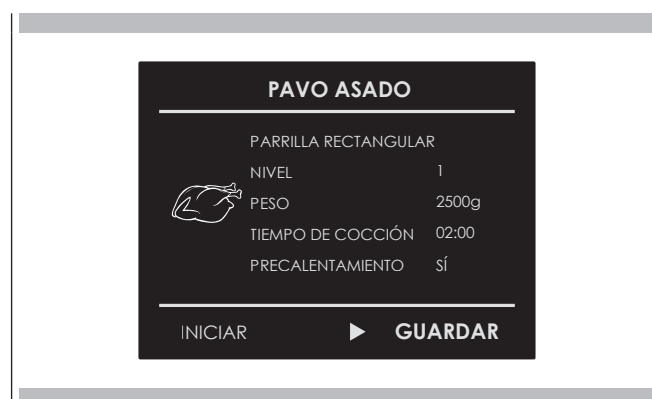 PAVO ASADO
PARRILLA RECTANGULAR
NIVEL 1
PESO 2500g
TIEMPO DE COCCIÓN 02:00
PRECALENTAMIENTO SÍ
INICIAR ▶ GUARDAR